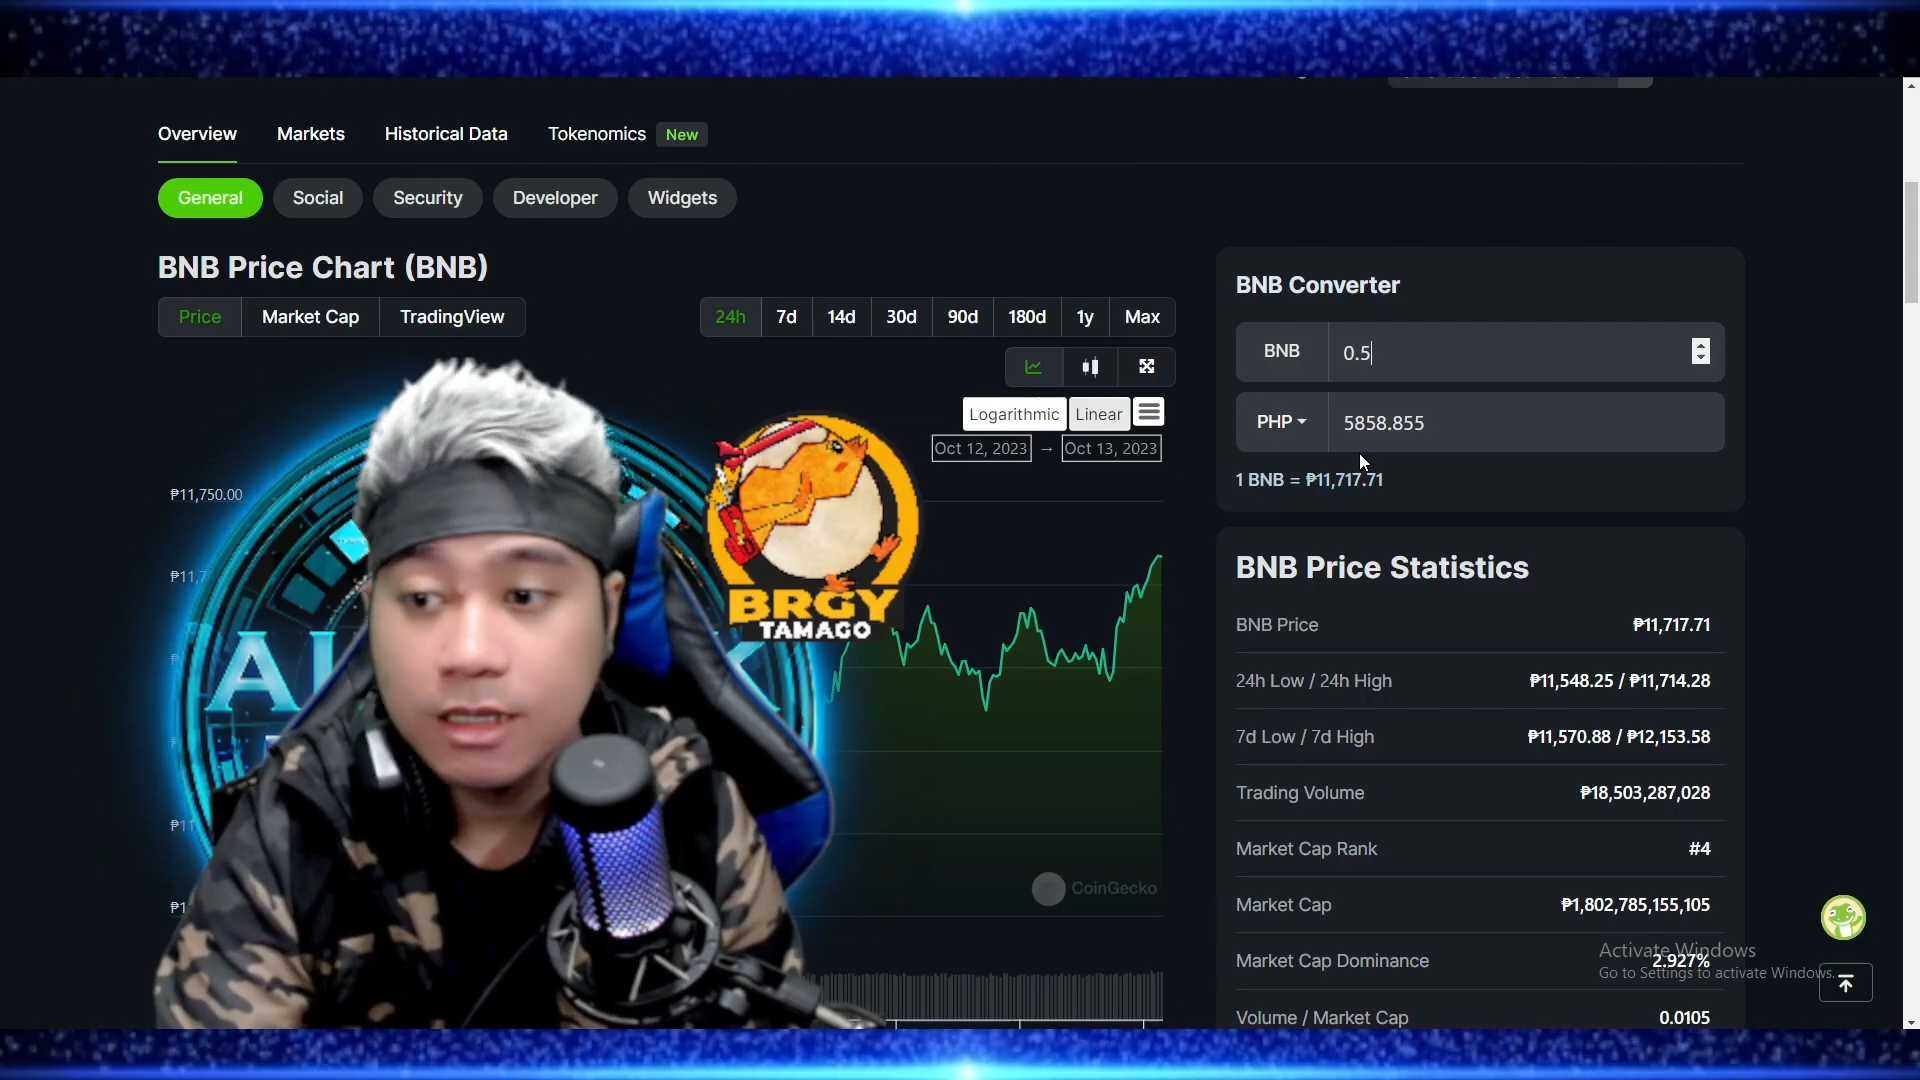 Overview Markets Historical Data Tokenomics New
General Social Security Developer Widgets
BNB Price Chart (BNB)
Price Market Cap TradingView
24h 7d 14d 30d 90d 180d 1y Max
Logarithmic Linear
Oct 12, 2023 → Oct 13, 2023
₱11,750.00
BRGY
TAMAGO
CoinGecko
BNB Converter
BNB 0.5
PHP 5858.855
1 BNB = ₱11,717.71
BNB Price Statistics
BNB Price ₱11,717.71
24h Low / 24h High ₱11,548.25 / ₱11,714.28
7d Low / 7d High ₱11,570.88 / ₱12,153.58
Trading Volume ₱18,503,287,028
Market Cap Rank #4
Market Cap ₱1,802,785,155,105
Market Cap Dominance 2.927%
Volume / Market Cap 0.0105
Activate Windows
Go to Settings to activate Windows.